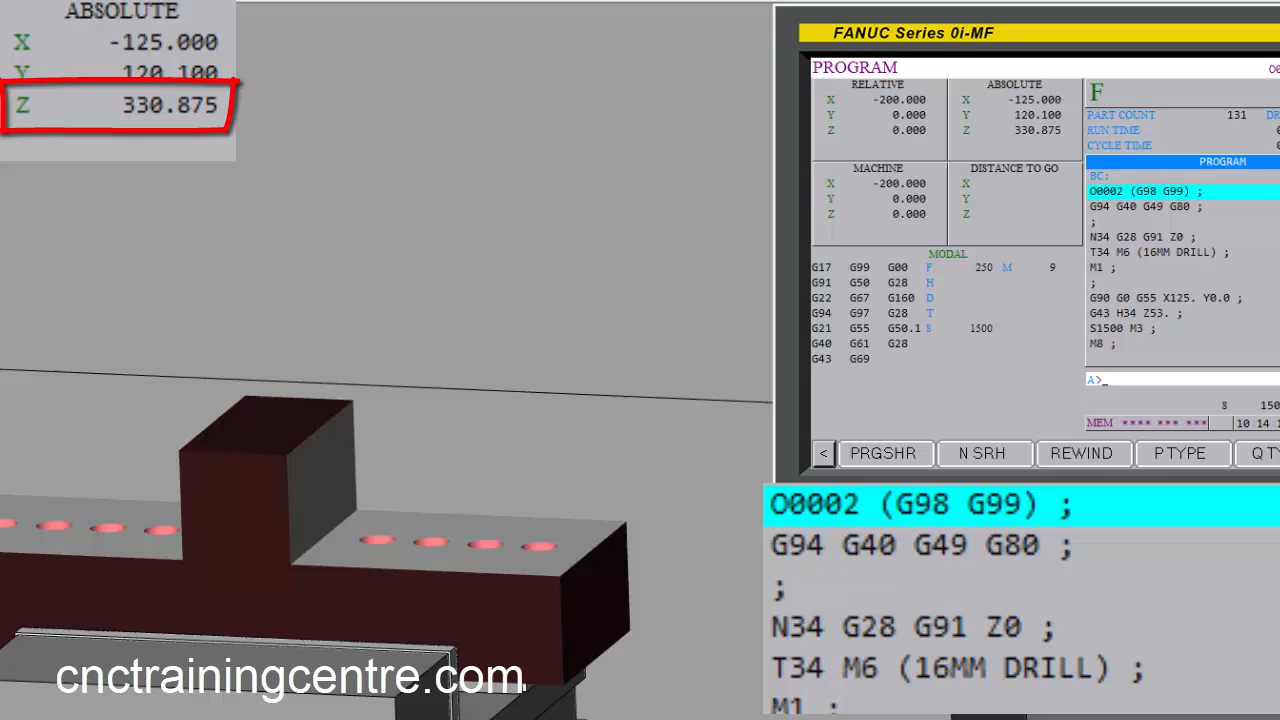 ABSOLUTE
X -125.000
Y 120.100
Z 330.875
FANUC Series 0i-MF
PROGRAM
RELATIVE
X -200.000
Y 0.000
Z 0.000
ABSOLUTE
X -125.000
Y 120.100
Z 330.875
MACHINE
X -200.000
Y 0.000
Z 0.000
DISTANCE TO GO
X
Y
Z
MODAL
G17 G99 G00 F 250 M 9
G91 G50 G28 H
G22 G67 G160 D
G94 G97 G28 T
G21 G55 G50.1 S 1500
G40 G61 G28
G43 G69
F
PART COUNT 131
RUN TIME
CYCLE TIME
PROGRAM
BC:
O0002 (G98 G99) ;
G94 G40 G49 G80 ;
;
N34 G28 G91 Z0 ;
T34 M6 (16MM DRILL) ;
M1 ;
;
G90 G0 G55 X125. Y0.0 ;
G43 H34 Z53. ;
S1500 M3 ;
M8 ;
A>_
S 150
MEM **** *** *** 10 14 1
< PRGSHR N SRH REWIND P TYPE Q TY
O0002 (G98 G99) ;
G94 G40 G49 G80 ;
;
N34 G28 G91 Z0 ;
T34 M6 (16MM DRILL) ;
M1 ;
cnctrainingcentre.com